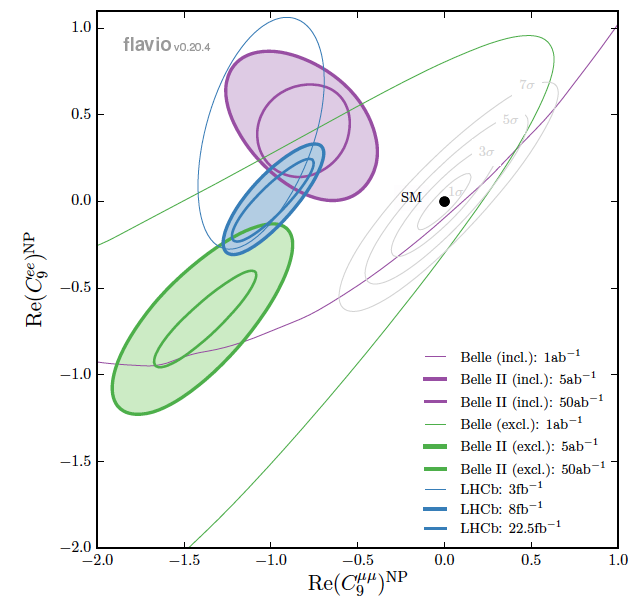 1.0
flavio v0.20.4
7σ
0.5
5σ
3σ
1σ
0.0
SM
Re(C₉ᵉᵉ)ᴺᴾ
−0.5
Belle (incl.): 1ab⁻¹
Belle II (incl.): 5ab⁻¹
−1.0
Belle II (incl.): 50ab⁻¹
Belle (excl.): 1ab⁻¹
Belle II (excl.): 5ab⁻¹
Belle II (excl.): 50ab⁻¹
−1.5
LHCb: 3fb⁻¹
LHCb: 8fb⁻¹
LHCb: 22.5fb⁻¹
−2.0
−2.0 −1.5 −1.0 −0.5 0.0 0.5 1.0
Re(C₉^μμ)ᴺᴾ